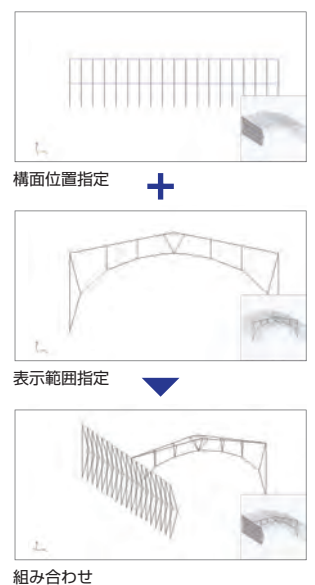 構面位置指定
表示範囲指定
組み合わせ